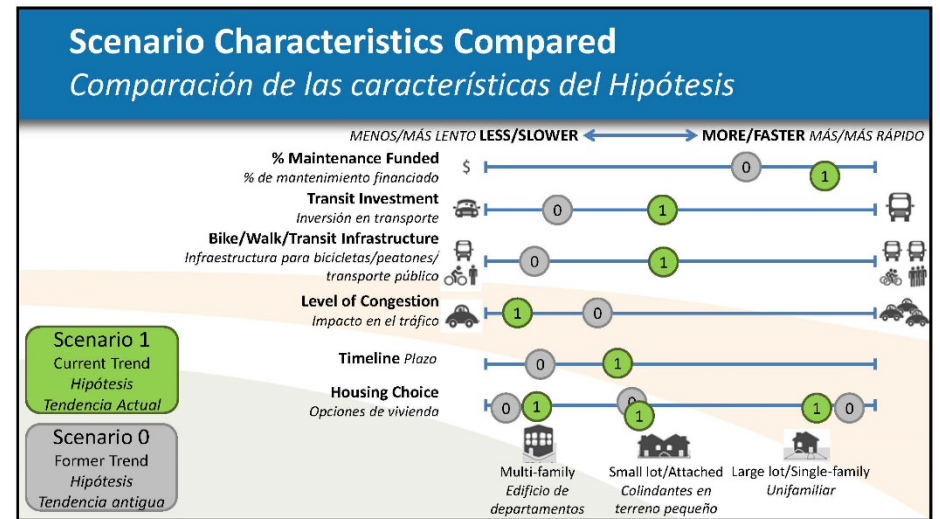 Scenario Characteristics Compared
Comparación de las características del Hipótesis
MENOS/MÁS LENTO LESS/SLOWER MORE/FASTER MÁS/MÁS RÁPIDO
% Maintenance Funded
% de mantenimiento financiado
$
0
1
Transit Investment
Inversión en transporte
0
1
Bike/Walk/Transit Infrastructure
Infraestructura para bicicletas/peatones/
transporte público
0
1
Level of Congestion
Impacto en el tráfico
1
0
Timeline Plazo
0
1
Housing Choice
Opciones de vivienda
0
1
0
1
1
0
Multi-family
Edificio de
departamentos
Small lot/Attached
Colindantes en
terreno pequeño
Large lot/Single-family
Unifamiliar
Scenario 1
Current Trend
Hipótesis
Tendencia Actual
Scenario 0
Former Trend
Hipótesis
Tendencia antigua